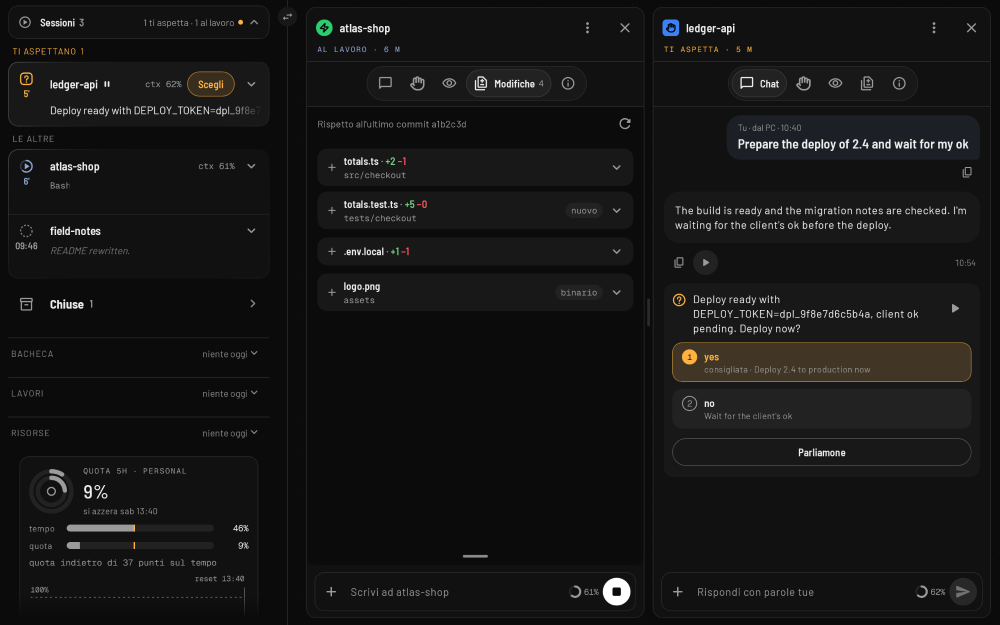 Sessioni 3
1 ti aspetta · 1 al lavoro
TI ASPETTANO 1
ledger-api
ctx 62%
Scegli
5'
Deploy ready with DEPLOY_TOKEN=dpl_9f8e7
LE ALTRE
atlas-shop
ctx 61%
6'
Bash
field-notes
09:46
README rewritten.
Chiuse 1
BACHECA
niente oggi
LAVORI
niente oggi
RISORSE
niente oggi
QUOTA 5H · PERSONAL
9%
si azzera sab 13:40
tempo
46%
quota
9%
quota indietro di 37 punti sul tempo
reset 13:40
100%
atlas-shop
AL LAVORO · 6 M
Modifiche 4
Rispetto all'ultimo commit a1b2c3d
totals.ts · +2 −1
src/checkout
totals.test.ts · +5 −0
tests/checkout
nuovo
.env.local · +1 −1
logo.png
assets
binario
Scrivi ad atlas-shop
61%
ledger-api
TI ASPETTA · 5 M
Chat
Tu · dal PC · 10:40
Prepare the deploy of 2.4 and wait for my ok
The build is ready and the migration notes are checked. I'm
waiting for the client's ok before the deploy.
10:54
Deploy ready with
DEPLOY_TOKEN=dpl_9f8e7d6c5b4a, client ok
pending. Deploy now?
1
yes
consigliata · Deploy 2.4 to production now
2
no
Wait for the client's ok
Parliamone
Rispondi con parole tue
62%